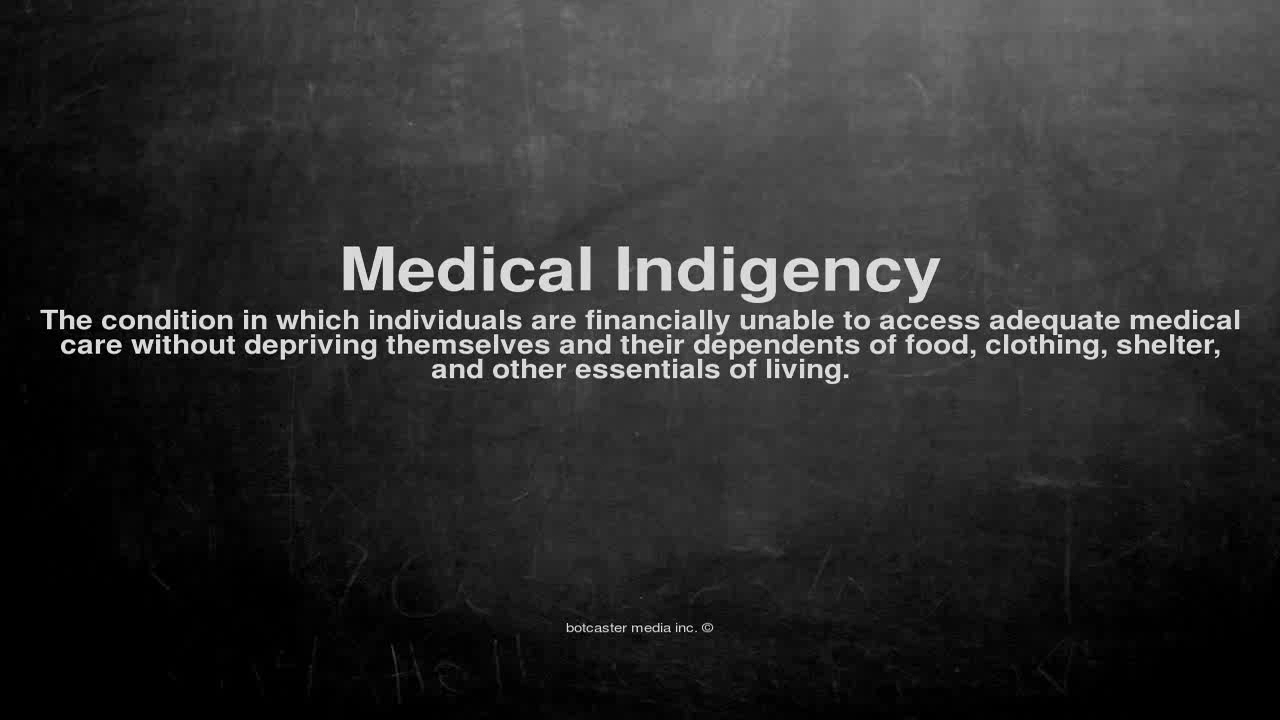 Medical Indigency
The condition in which individuals are financially unable to access adequate medical
care without depriving themselves and their dependents of food, clothing, shelter,
and other essentials of living.
botcaster media inc. ©